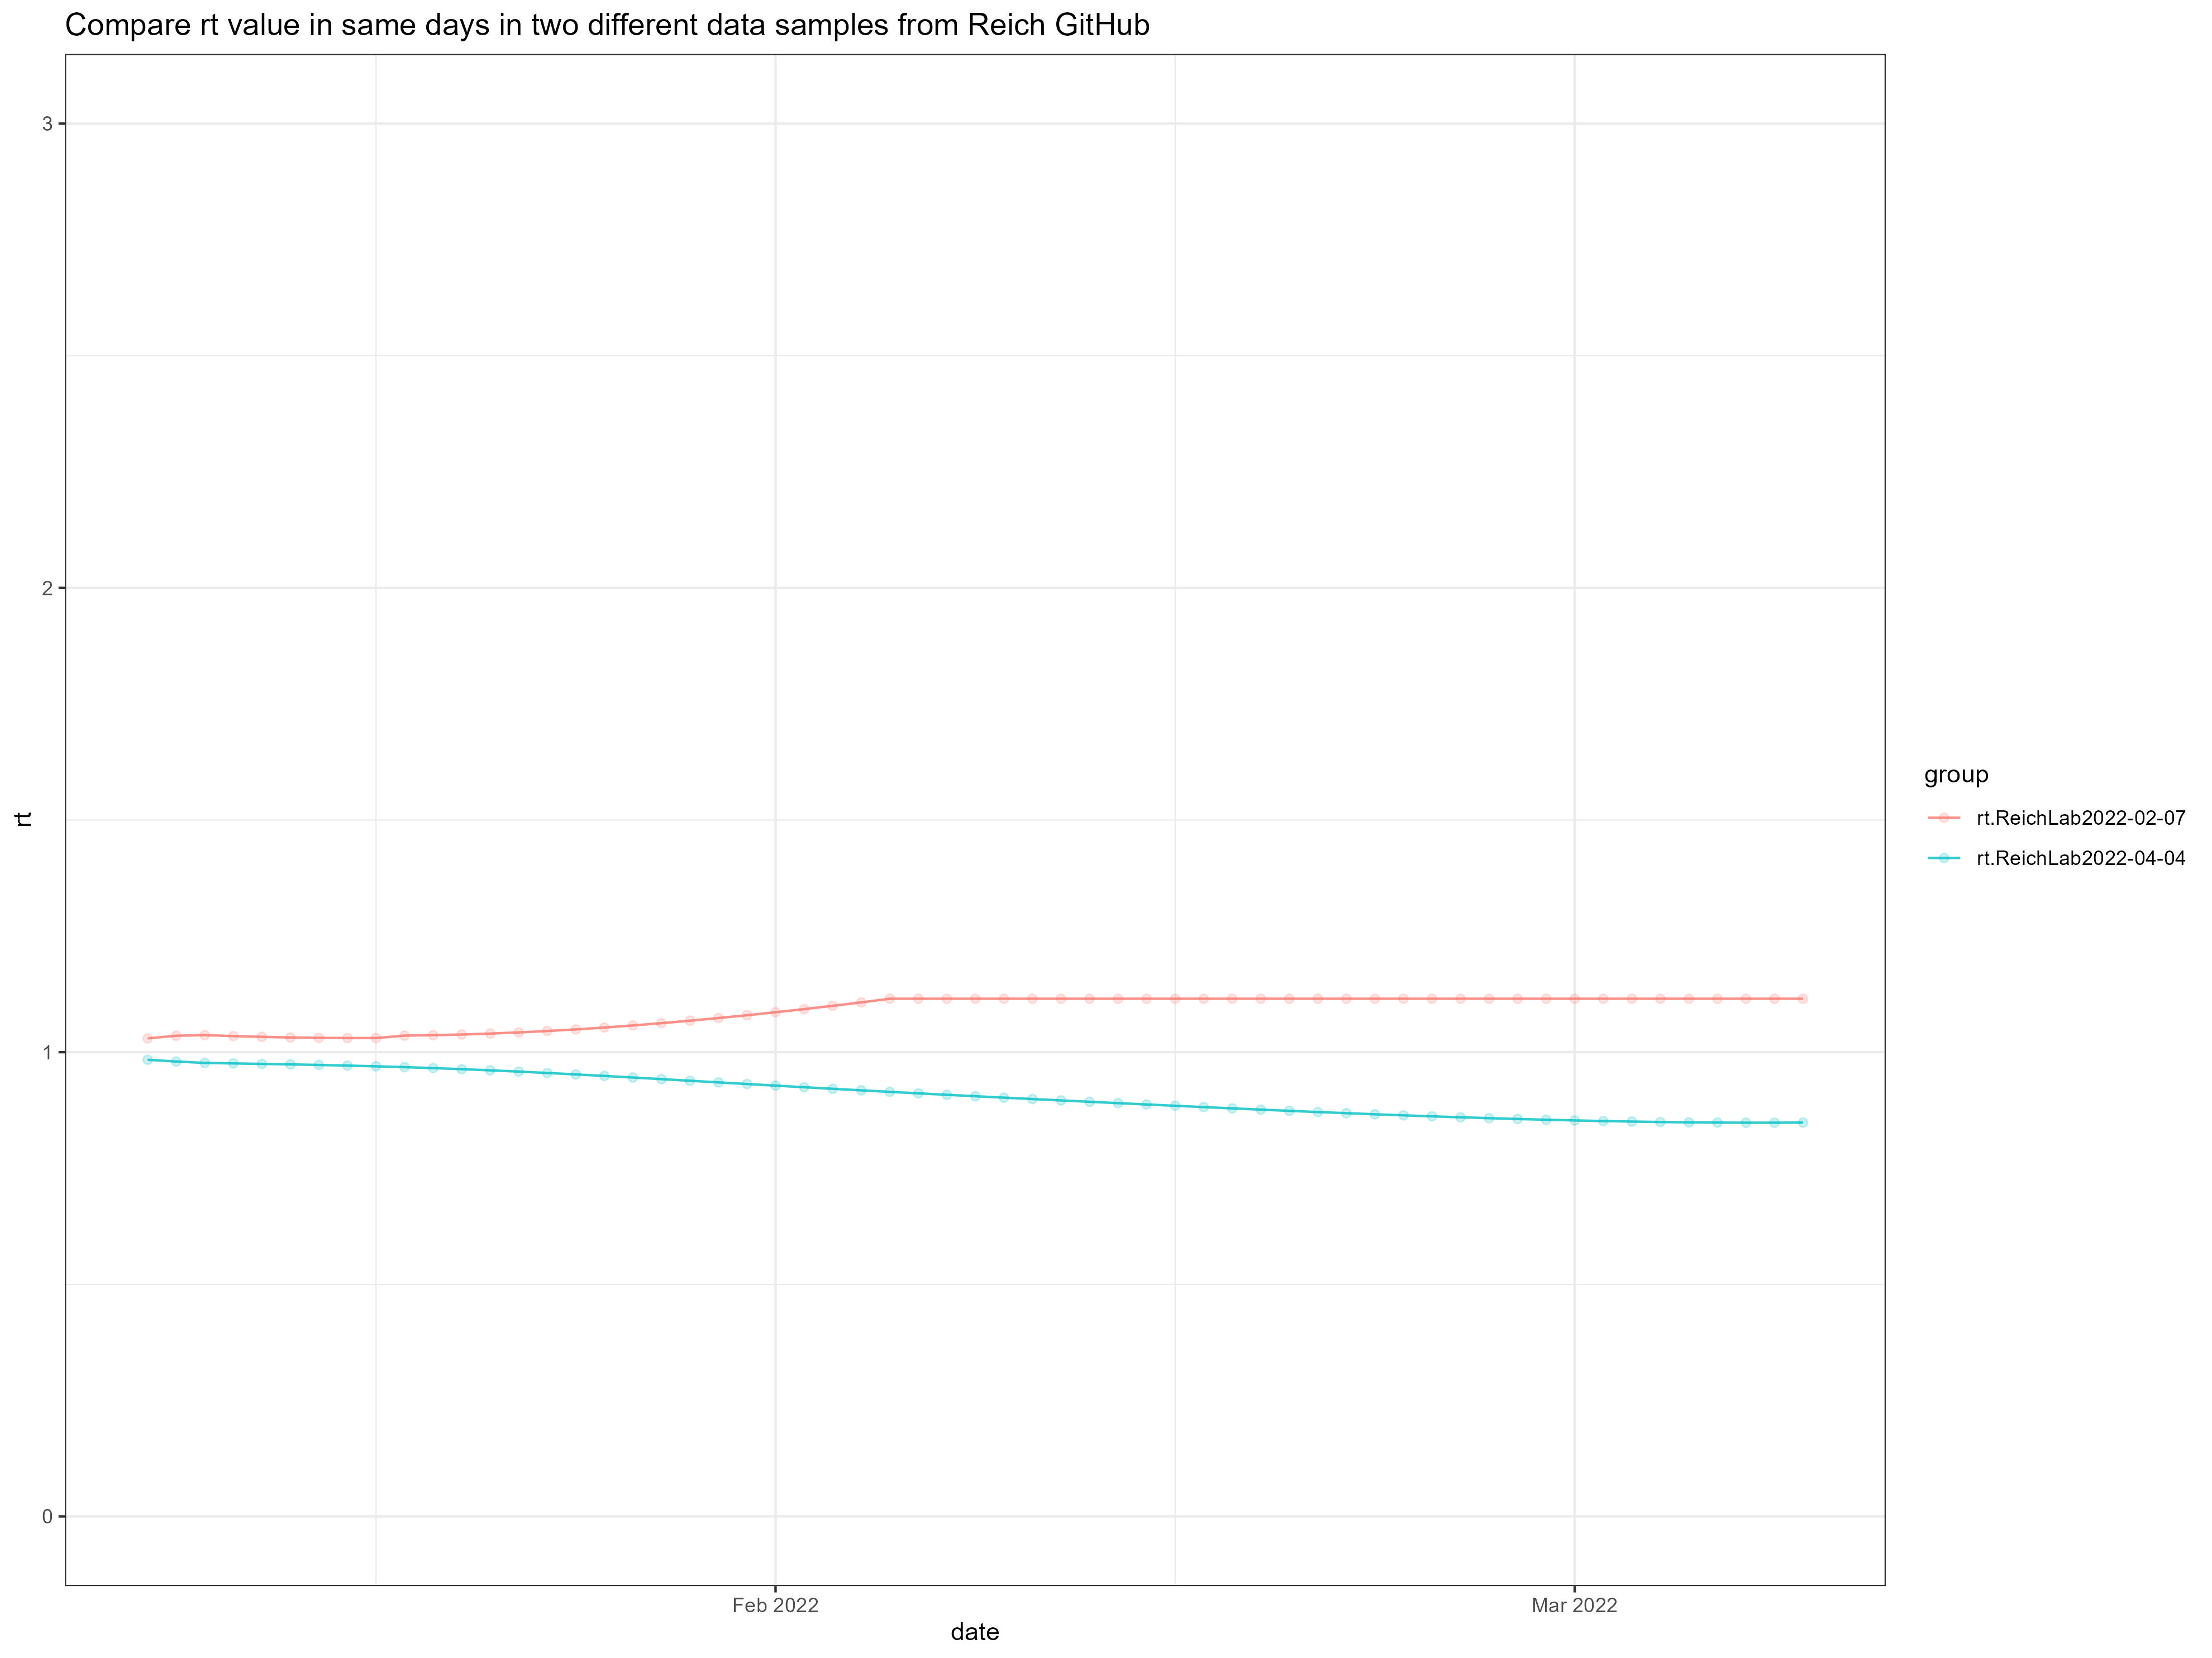 Compare rt value in same days in two different data samples from Reich GitHub
3
2
1
0
rt
Feb 2022
Mar 2022
date
group
rt.ReichLab2022-02-07
rt.ReichLab2022-04-04